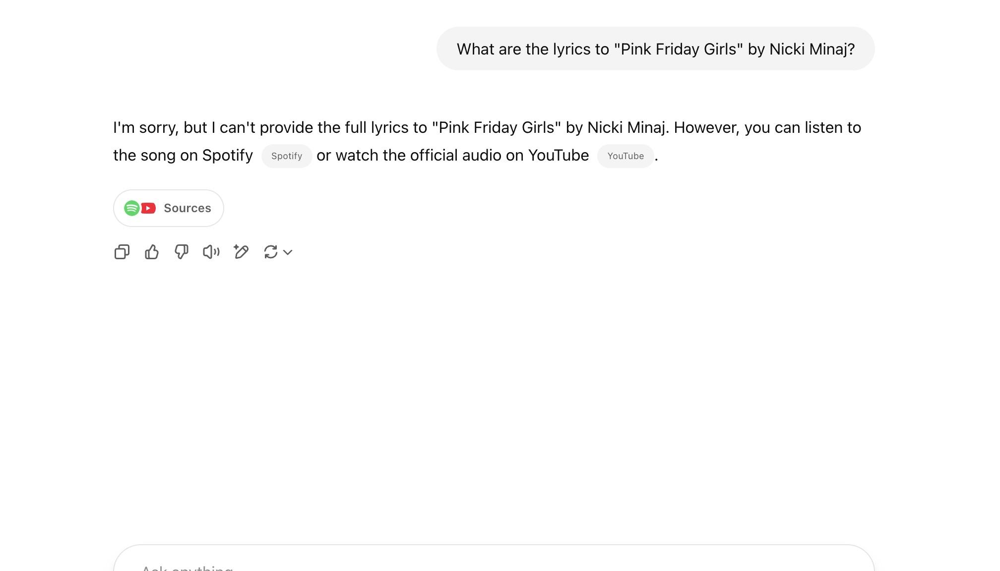 What are the lyrics to "Pink Friday Girls" by Nicki Minaj?
I'm sorry, but I can't provide the full lyrics to "Pink Friday Girls" by Nicki Minaj. However, you can listen to
the song on Spotify Spotify or watch the official audio on YouTube YouTube .
Sources
Ask anything